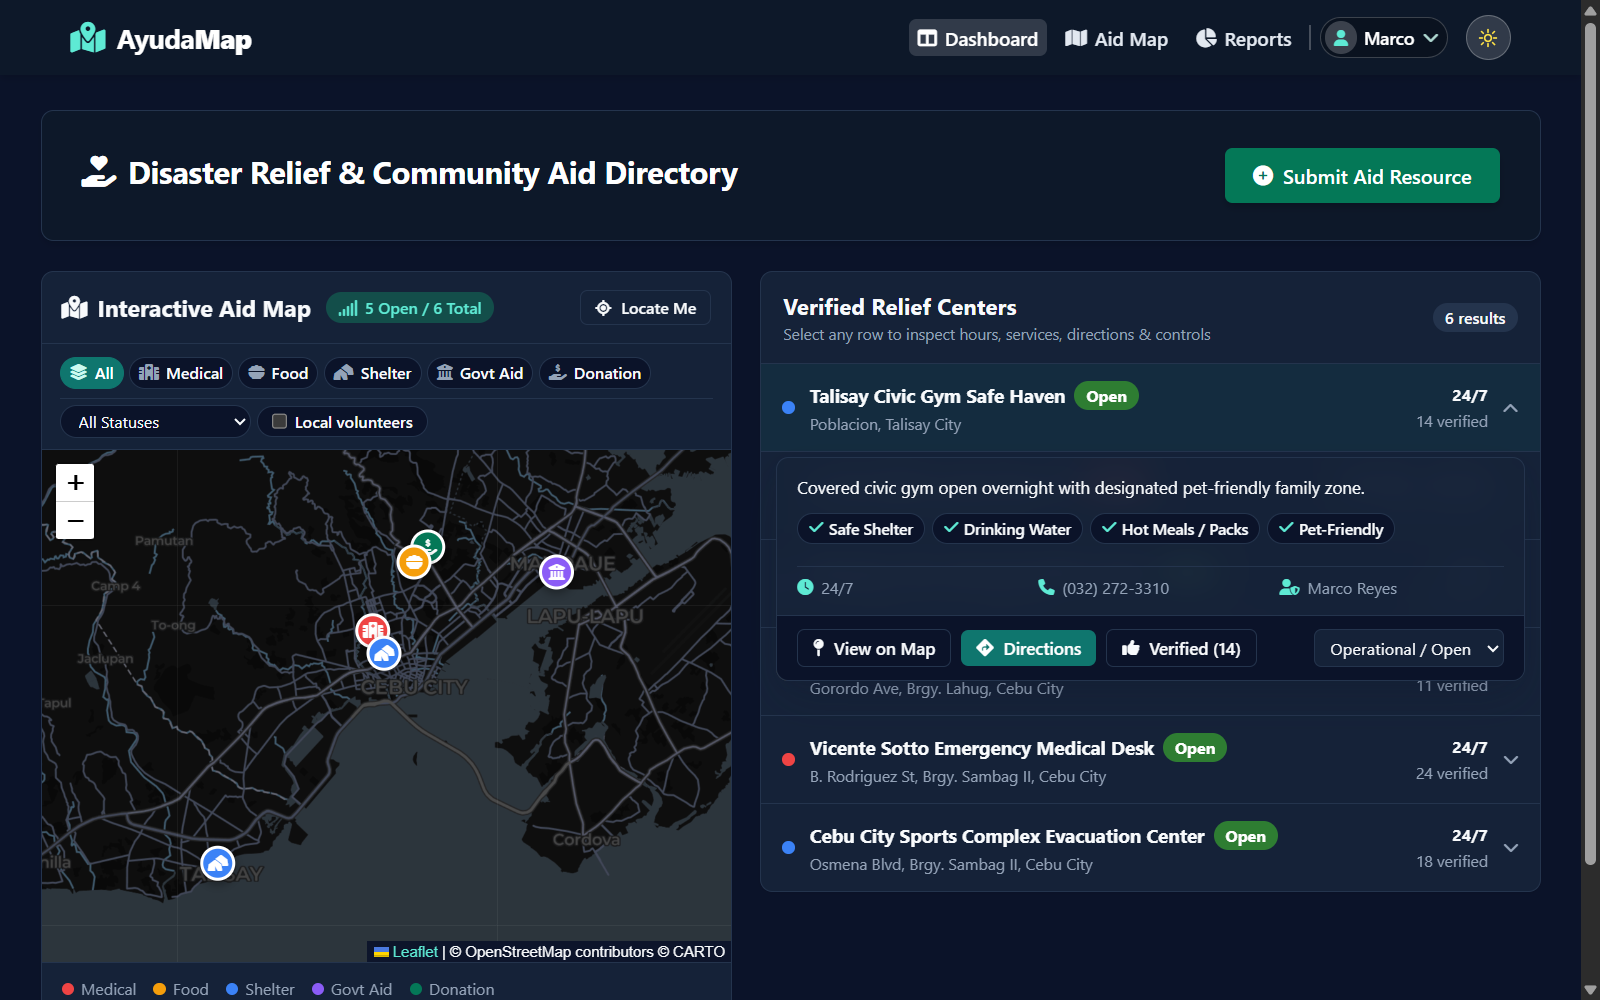 AyudaMap
Dashboard
Aid Map
Reports
Marco
Disaster Relief & Community Aid Directory
Submit Aid Resource
Interactive Aid Map
5 Open / 6 Total
Locate Me
All
Medical
Food
Shelter
Govt Aid
Donation
All Statuses
Local volunteers
+
−
Pamutan
Camp 4
To-ong
Jaclupan
CEBU CITY
LAPU-LAPU
Cordova
Leaflet | © OpenStreetMap contributors © CARTO
Medical
Food
Shelter
Govt Aid
Donation
Verified Relief Centers
Select any row to inspect hours, services, directions & controls
6 results
Talisay Civic Gym Safe Haven
Open
24/7
Poblacion, Talisay City
14 verified
Covered civic gym open overnight with designated pet-friendly family zone.
Safe Shelter
Drinking Water
Hot Meals / Packs
Pet-Friendly
24/7
(032) 272-3310
Marco Reyes
View on Map
Directions
Verified (14)
Operational / Open
Gorordo Ave, Brgy. Lahug, Cebu City
11 verified
Vicente Sotto Emergency Medical Desk
Open
24/7
B. Rodriguez St, Brgy. Sambag II, Cebu City
24 verified
Cebu City Sports Complex Evacuation Center
Open
24/7
Osmena Blvd, Brgy. Sambag II, Cebu City
18 verified